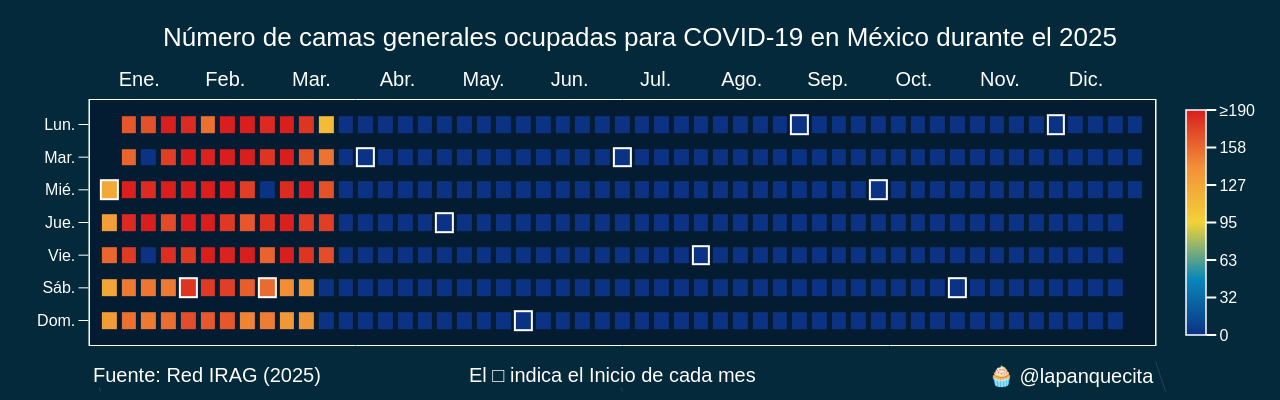 Número de camas generales ocupadas para COVID-19 en México durante el 2025
Ene. Feb. Mar. Abr. May. Jun. Jul. Ago. Sep. Oct. Nov. Dic.
Lun.
Mar.
Mié.
Jue.
Vie.
Sáb.
Dom.
≥190
158
127
95
63
32
0
Fuente: Red IRAG (2025)
El □ indica el Inicio de cada mes
🧁 @lapanquecita